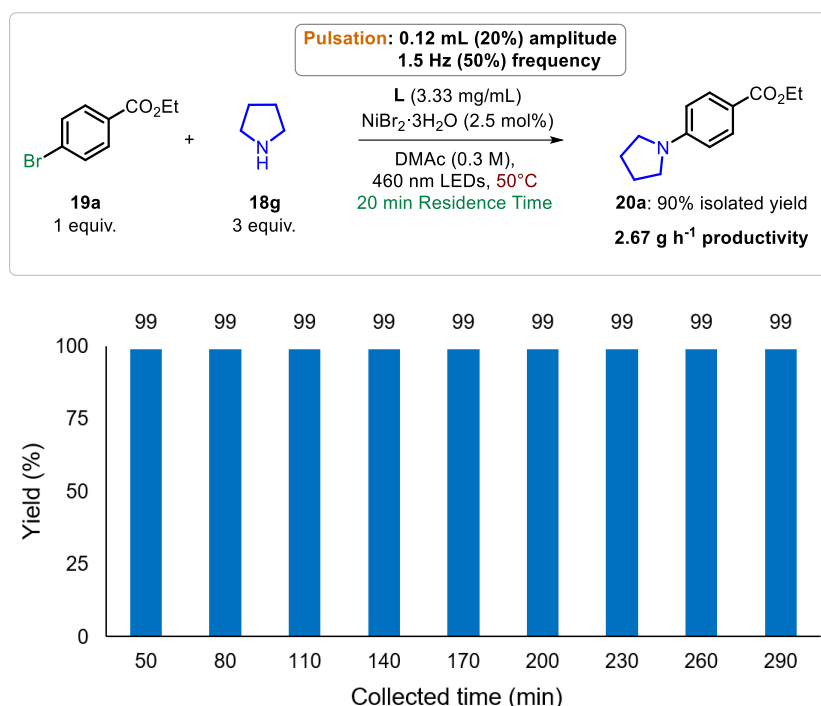 Pulsation: 0.12 mL (20%) amplitude
1.5 Hz (50%) frequency
CO₂Et
Br
19a
1 equiv.
+
N
H
18g
3 equiv.
L (3.33 mg/mL)
NiBr₂·3H₂O (2.5 mol%)
DMAc (0.3 M),
460 nm LEDs, 50°C
20 min Residence Time
CO₂Et
N
20a: 90% isolated yield
2.67 g h⁻¹ productivity
99 99 99 99 99 99 99 99 99
100
75
50
25
0
Yield (%)
50 80 110 140 170 200 230 260 290
Collected time (min)